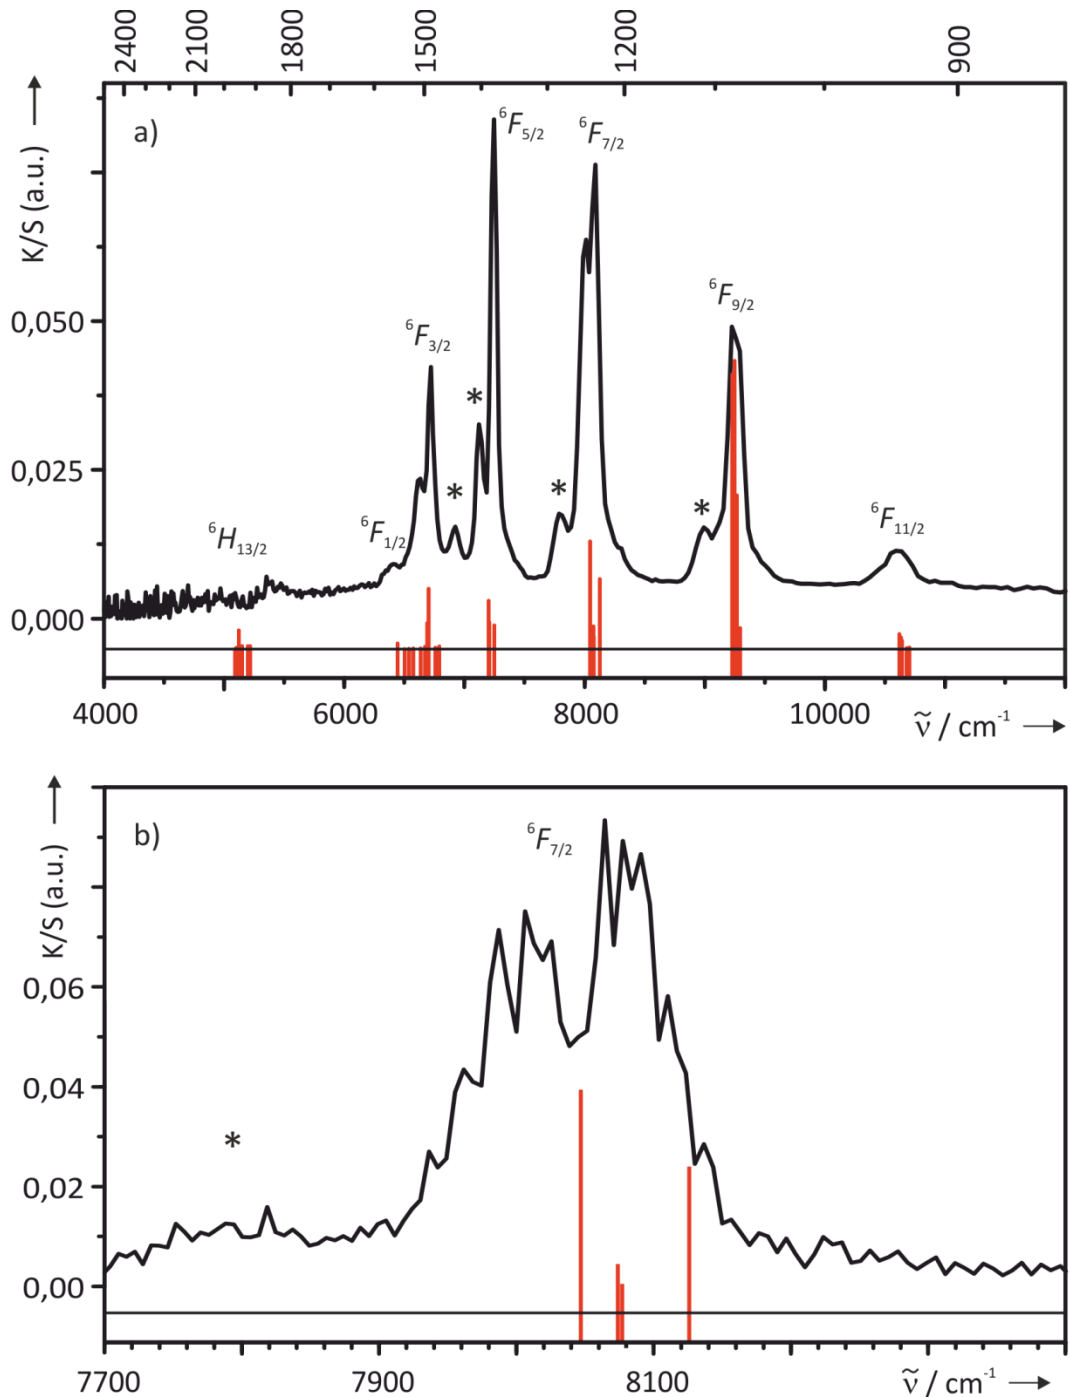 2400 2100 1800 1500 1200 900
a)
K/S (a.u.)
⁶F₅/₂ ⁶F₇/₂
⁶F₉/₂
0,050
⁶F₃/₂
*
0,025
* * *
⁶H₁₃/₂ ⁶F₁/₂ ⁶F₁₁/₂
0,000
4000 6000 8000 10000 ν̃ / cm⁻¹
b)
⁶F₇/₂
K/S (a.u.)
0,06
0,04
*
0,02
0,00
7700 7900 8100 ν̃ / cm⁻¹